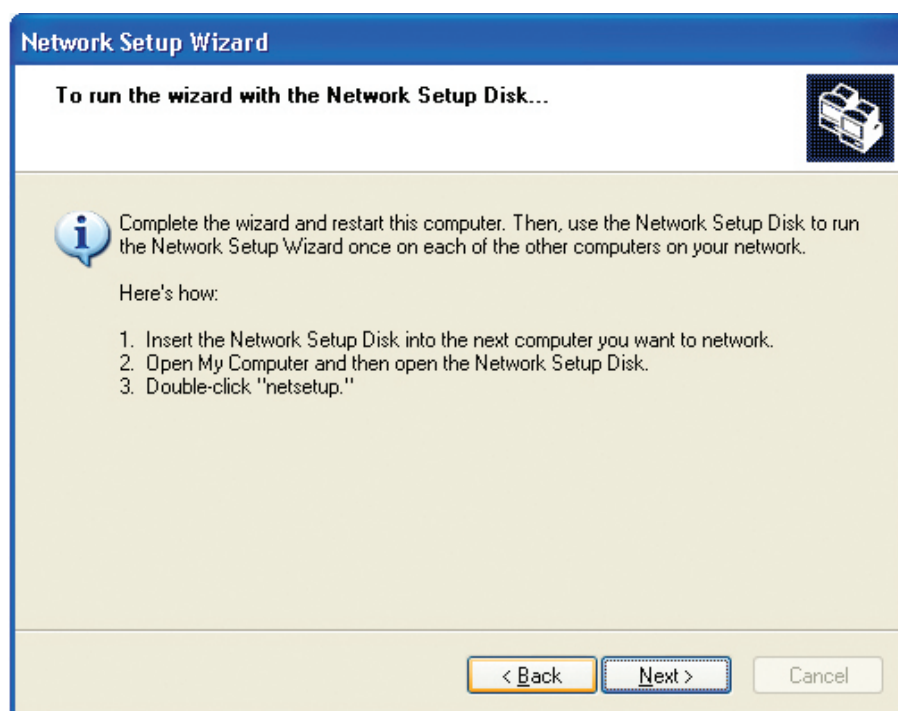 Network Setup Wizard
To run the wizard with the Network Setup Disk...
Complete the wizard and restart this computer. Then, use the Network Setup Disk to run
the Network Setup Wizard once on each of the other computers on your network.
Here's how:
1. Insert the Network Setup Disk into the next computer you want to network.
2. Open My Computer and then open the Network Setup Disk.
3. Double-click "netsetup."
< Back
Next >
Cancel